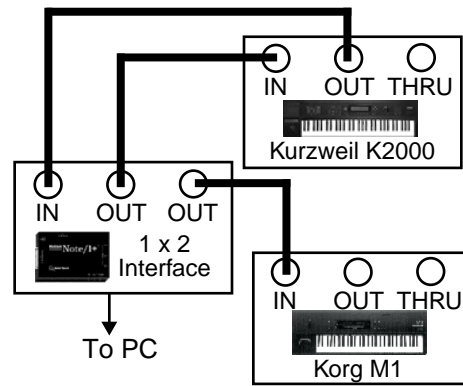 IN OUT THRU
Kurzweil K2000
IN OUT OUT
Note/1+
1 x 2
Interface
To PC
IN OUT THRU
Korg M1